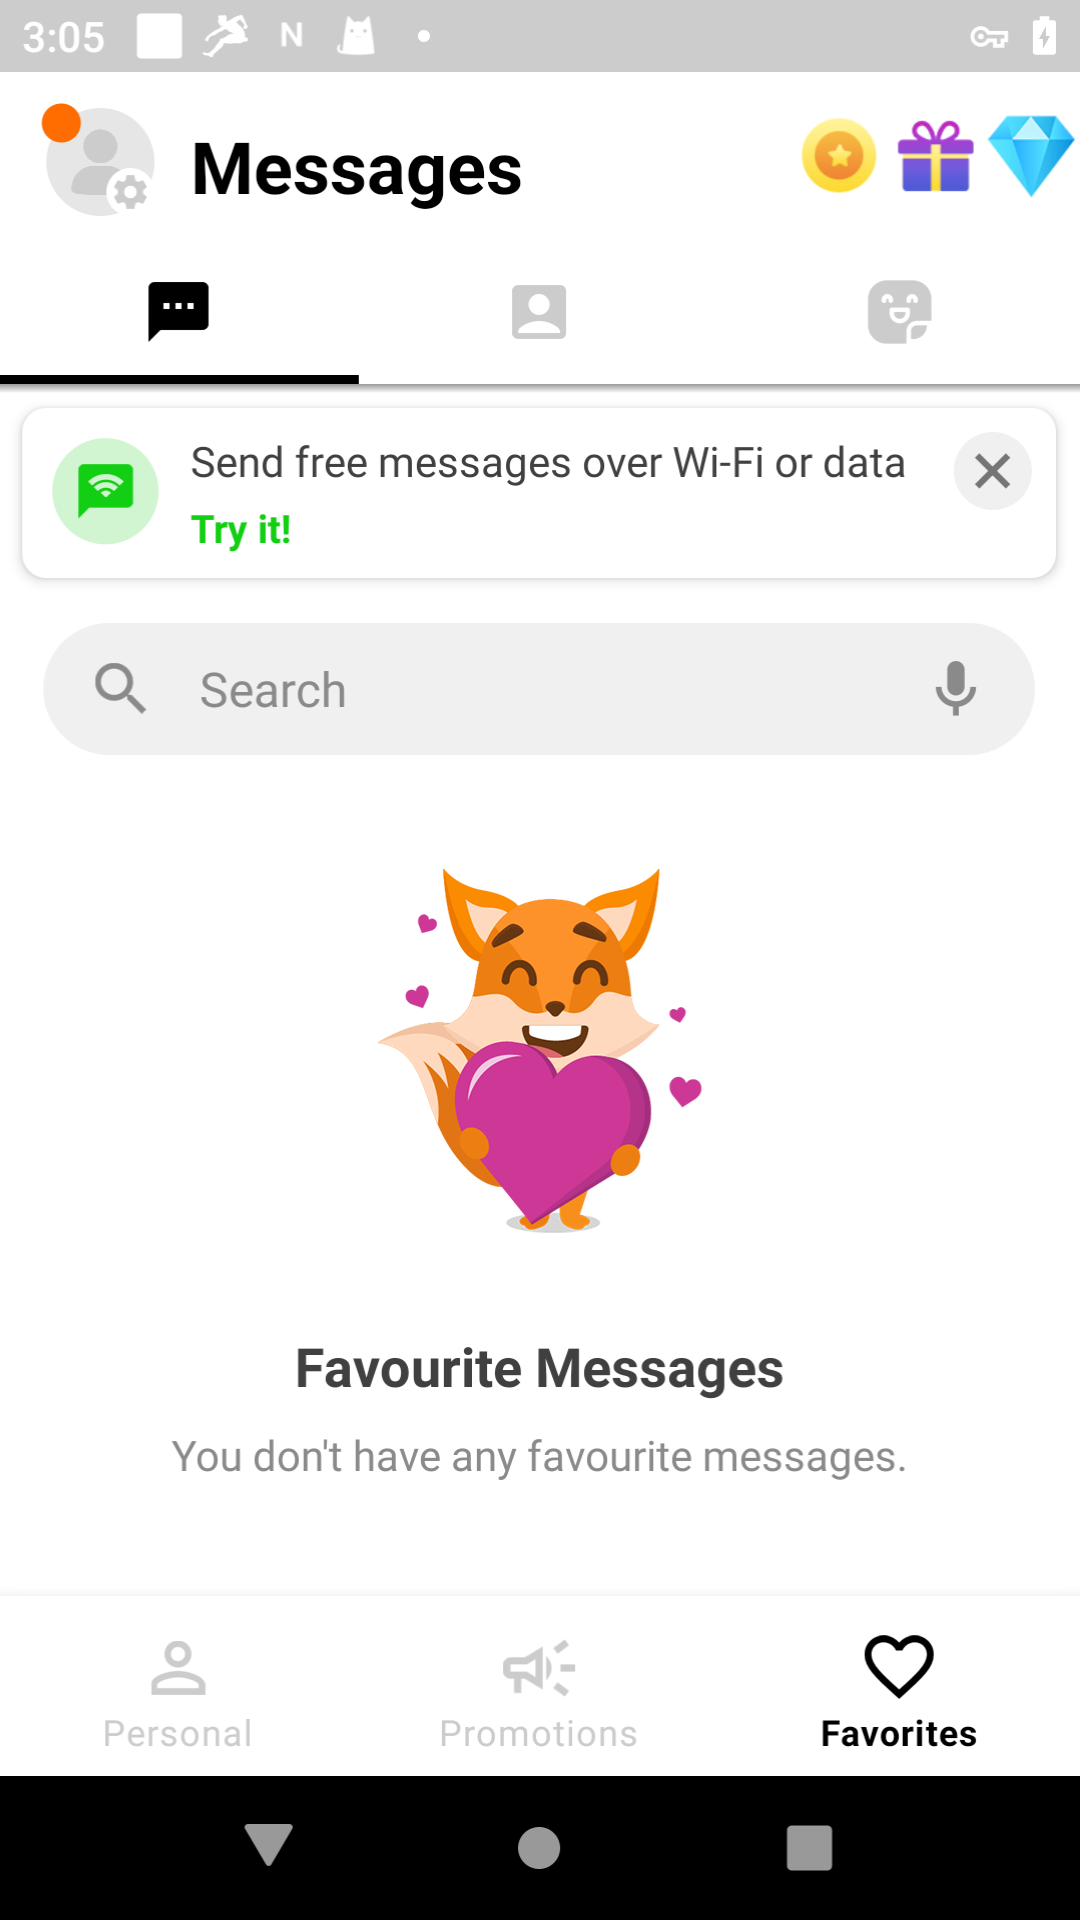 3:05
N
Messages
Send free messages over Wi-Fi or data
Try it!
Search
Favourite Messages
You don't have any favourite messages.
Personal
Promotions
Favorites